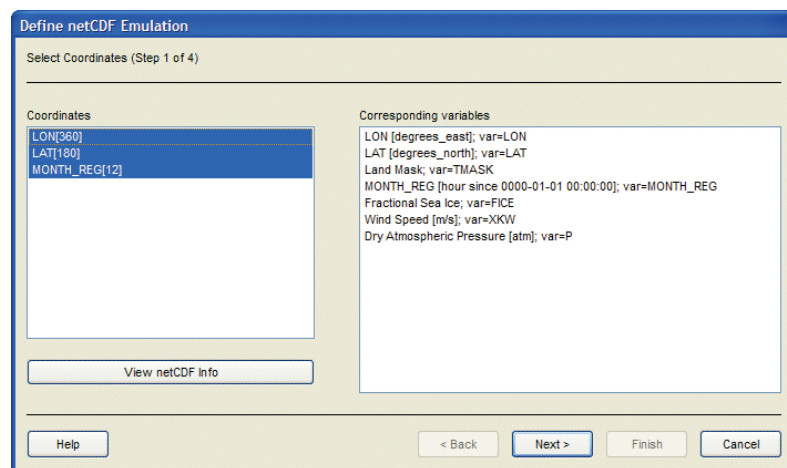 Define netCDF Emulation
Select Coordinates (Step 1 of 4)
Coordinates
LON[360]
LAT[180]
MONTH_REG[12]
View netCDF Info
Corresponding variables
LON [degrees_east]; var=LON
LAT [degrees_north]; var=LAT
Land Mask; var=TMASK
MONTH_REG [hour since 0000-01-01 00:00:00]; var=MONTH_REG
Fractional Sea Ice; var=FICE
Wind Speed [m/s]; var=XKW
Dry Atmospheric Pressure [atm]; var=P
Help
< Back
Next >
Finish
Cancel